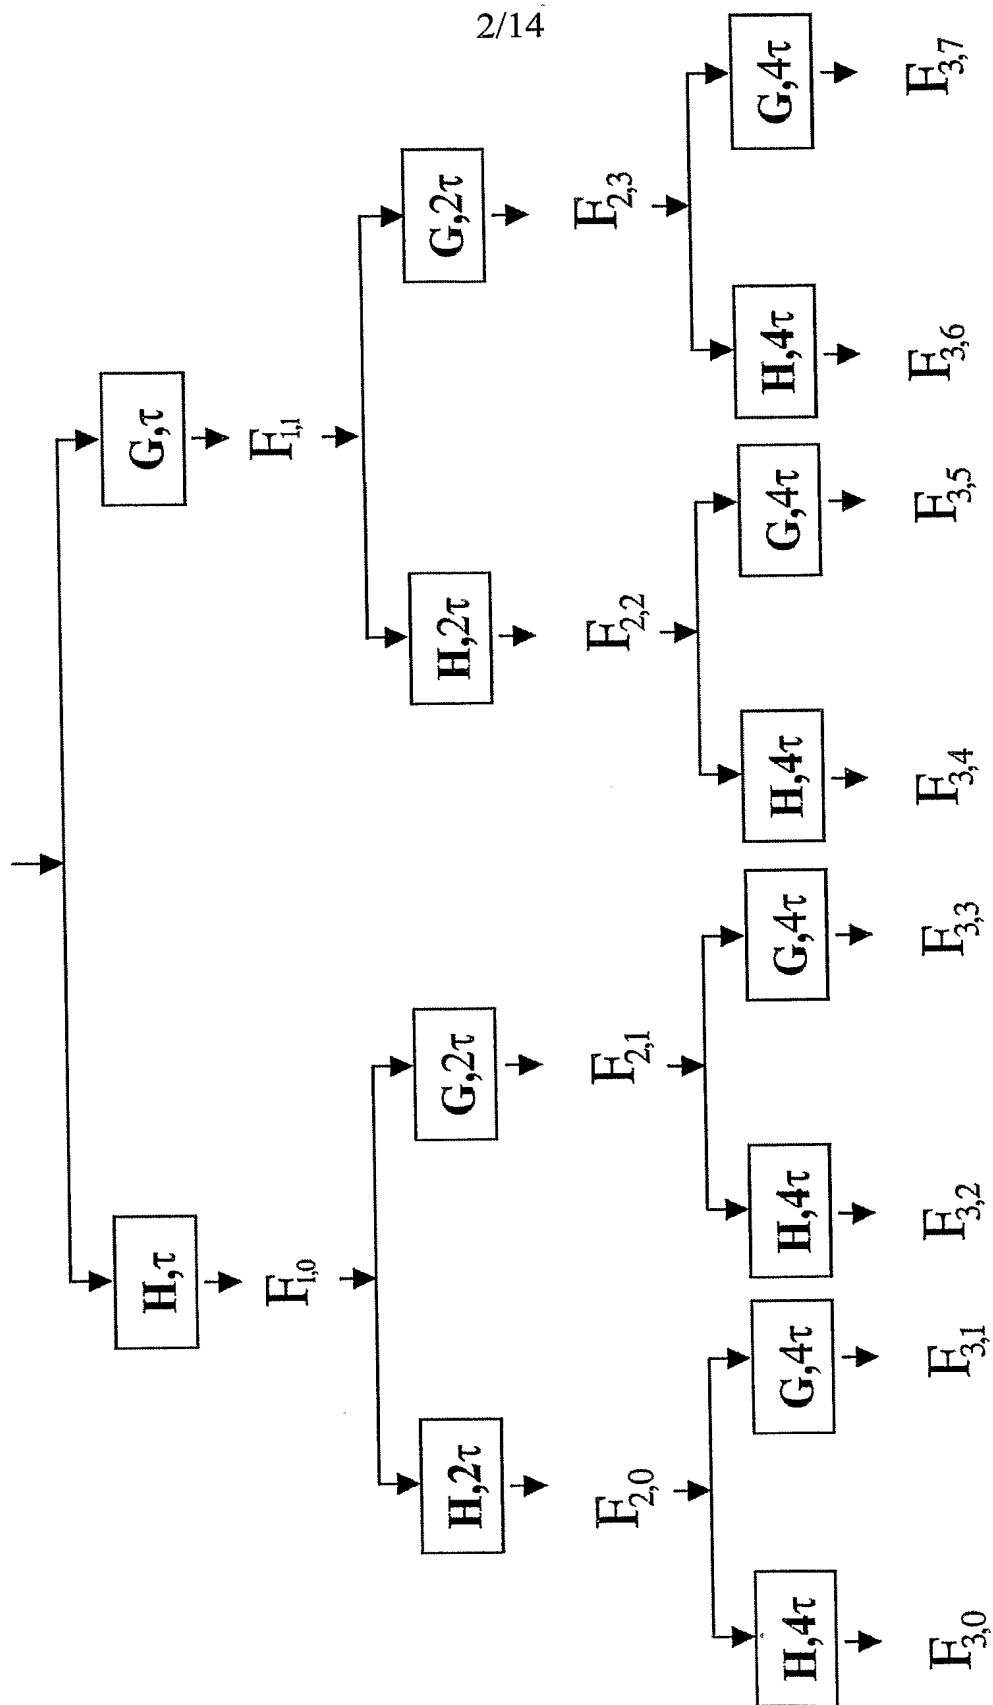 2/14
H,τ
G,τ
F1,0
F1,1
H,2τ
G,2τ
H,2τ
G,2τ
F2,0
F2,1
F2,2
F2,3
H,4τ
G,4τ
H,4τ
G,4τ
H,4τ
G,4τ
H,4τ
G,4τ
F3,0
F3,1
F3,2
F3,3
F3,4
F3,5
F3,6
F3,7